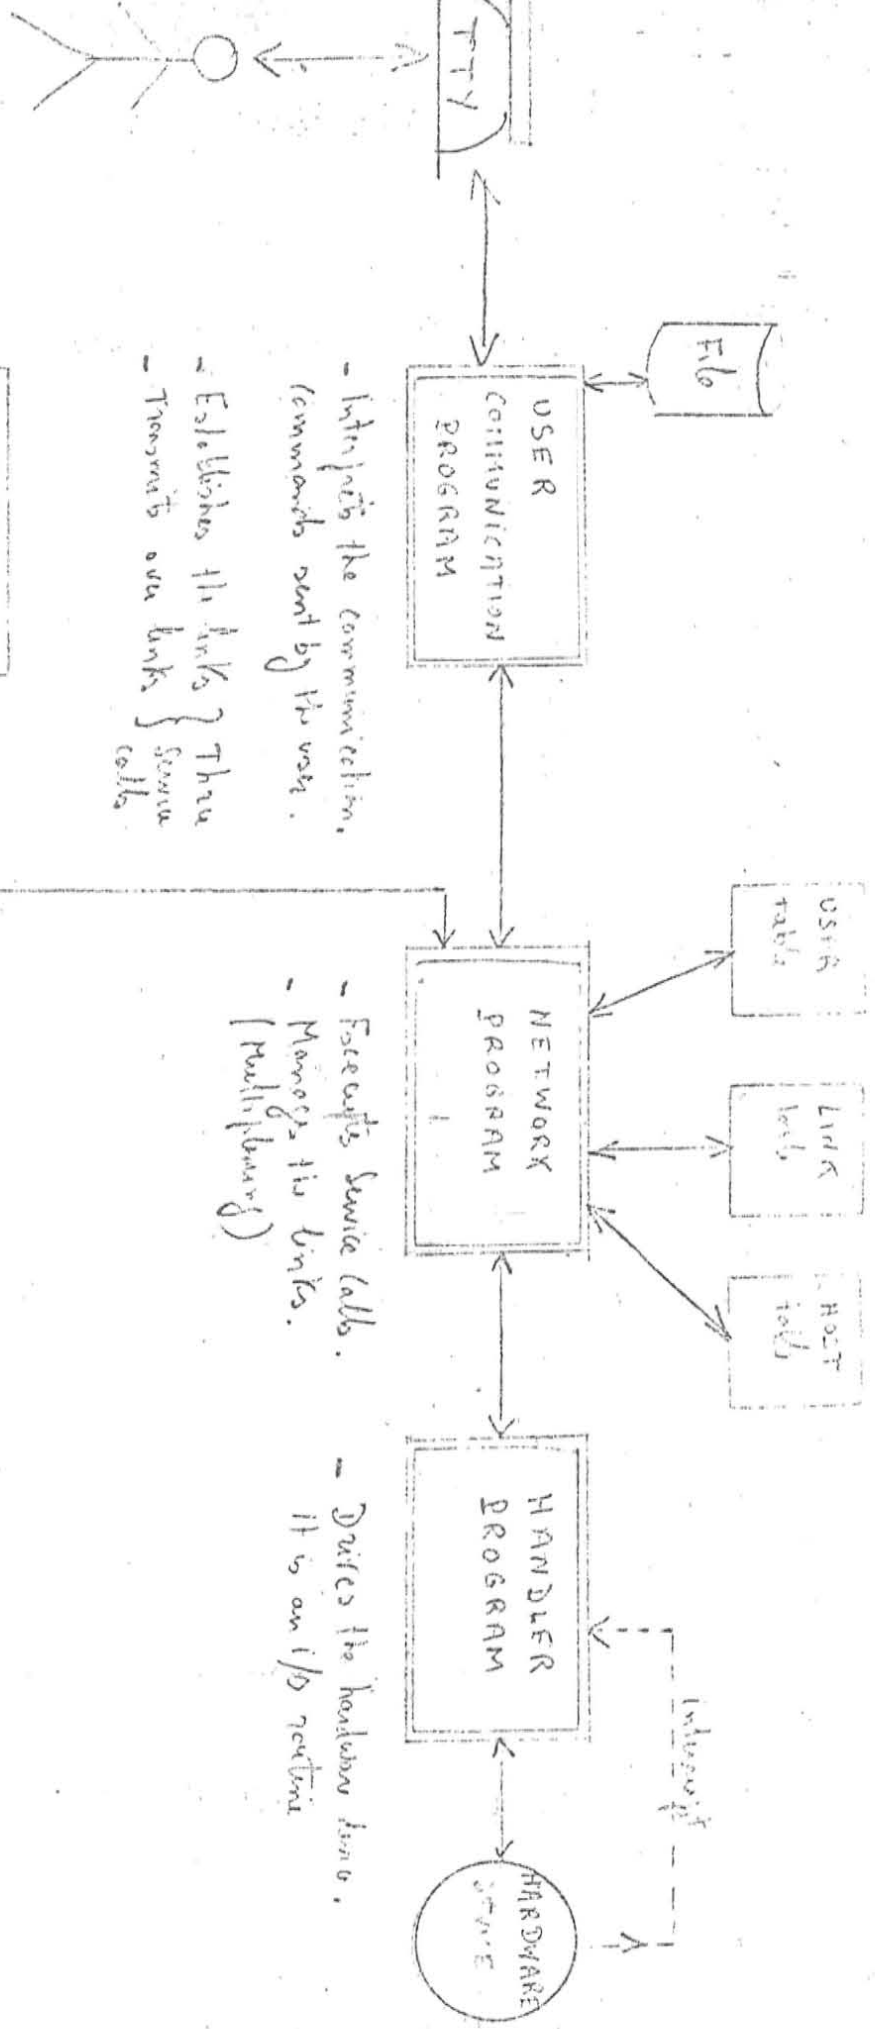 TTY
File
USER
COMMUNICATION
PROGRAM
- Interprets the communication
commands sent by the user.
- Establishes the links } Thru
- Transmits over links } Service
calls
USER
table
LINK
table
HOST
table
NETWORK
PROGRAM
- Executes Service Calls.
- Manage the links.
(Multiplexing)
HANDLER
PROGRAM
- Drives the hardware
It is an i/o routine
interrupt
HARDWARE
DEVICE